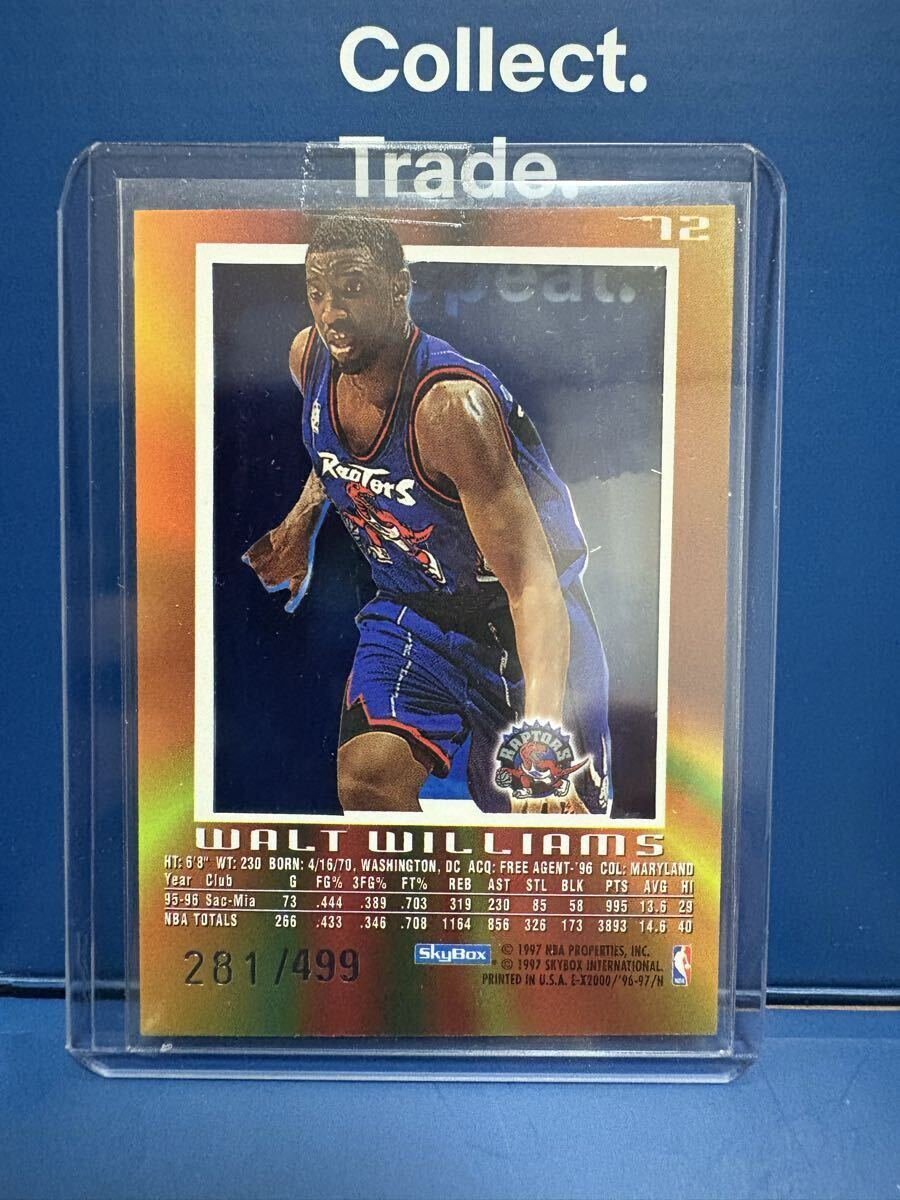 Collect.
Trade.
72
Repeat.
RapTorS
RAPTORS
WALT WILLIAMS
HT: 6'8" WT: 230 BORN: 4/16/70, WASHINGTON, DC ACQ: FREE AGENT-'96 COL: MARYLAND
Year Club G FG% 3FG% FT% REB AST STL BLK PTS AVG HI
95-96 Sac-Mia 73 .444 .389 .703 319 230 85 58 995 13.6 29
NBA TOTALS 266 .433 .346 .708 1164 856 326 173 3893 14.6 40
281/499
SkyBox
© 1997 NBA PROPERTIES, INC.
© 1997 SKYBOX INTERNATIONAL.
PRINTED IN U.S.A. E-X2000/'96-97/N
NBA